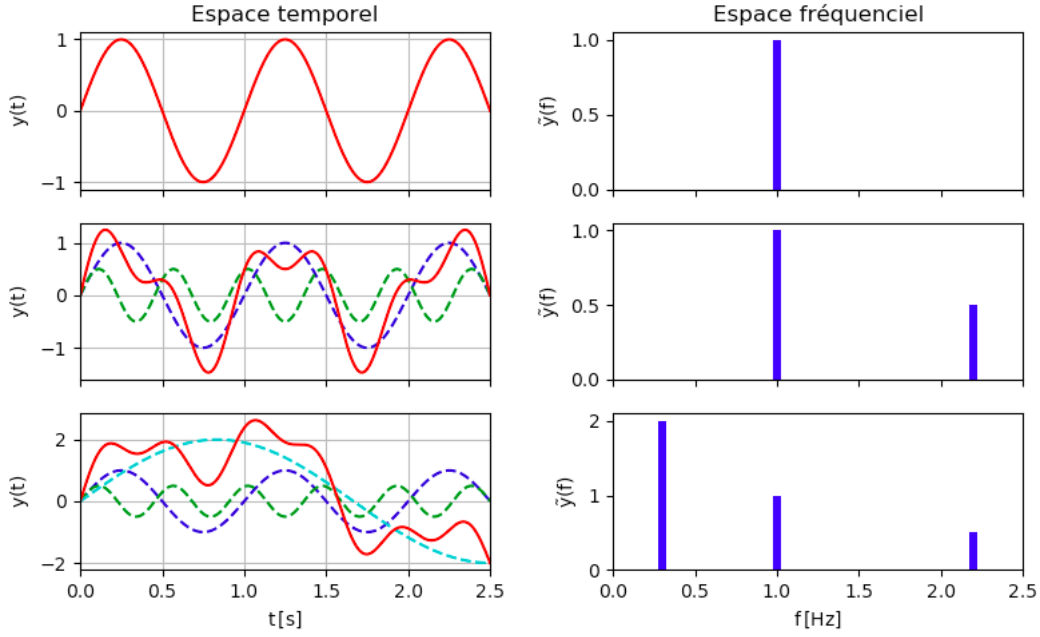 Espace temporel
Espace fréquenciel
1
0
−1
y(t)
1.0
0.5
0.0
ỹ(f)
1
0
−1
y(t)
1.0
0.5
0.0
ỹ(f)
2
0
−2
y(t)
0.0 0.5 1.0 1.5 2.0 2.5
t [s]
2
1
0
ỹ(f)
0.0 0.5 1.0 1.5 2.0 2.5
f [Hz]